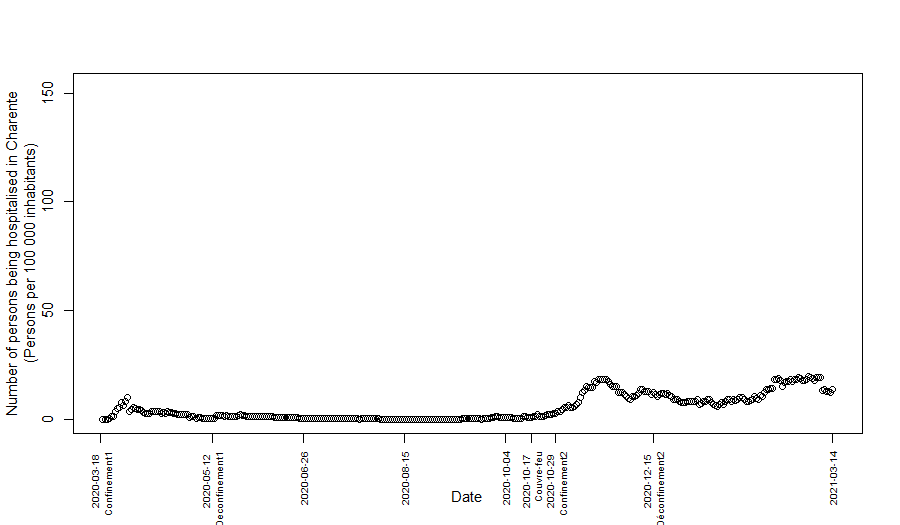 Number of persons being hospitalised in Charente
(Persons per 100 000 inhabitants)
150
100
50
0
2020-03-18
Confinement1
2020-05-12
Deconfinement1
2020-06-26
2020-08-15
2020-10-04
2020-10-17
Couvre-feu
2020-10-29
Confinement2
2020-12-15
Déconfinement2
2021-03-14
Date